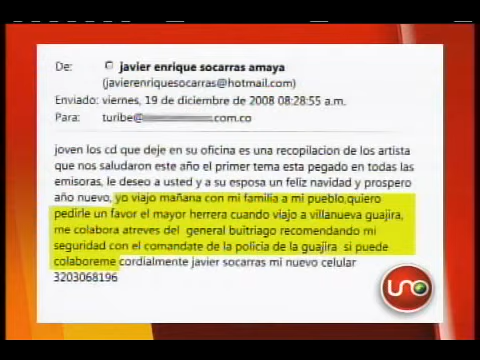 De: javier enrique socarras amaya
(javierenriquesocarras@hotmail.com)
Enviado: viernes, 19 de diciembre de 2008 08:28:55 a.m.
Para: turibe@ .com.co
joven los cd que deje en su oficina es una recopilacion de los artista
que nos saludaron este año el primer tema esta pegado en todas las
emisoras, le deseo a usted y a su esposa un feliz navidad y prospero
año nuevo, yo viajo mañana con mi familia a mi pueblo,quiero
pedirle un favor el mayor herrera cuando viajo a villanueva guajira,
me colabora atreves del general buitriago recomendando mi
seguridad con el comandate de la policia de la guajira si puede
colaboreme cordialmente javier socarras mi nuevo celular
3203068196
UNO